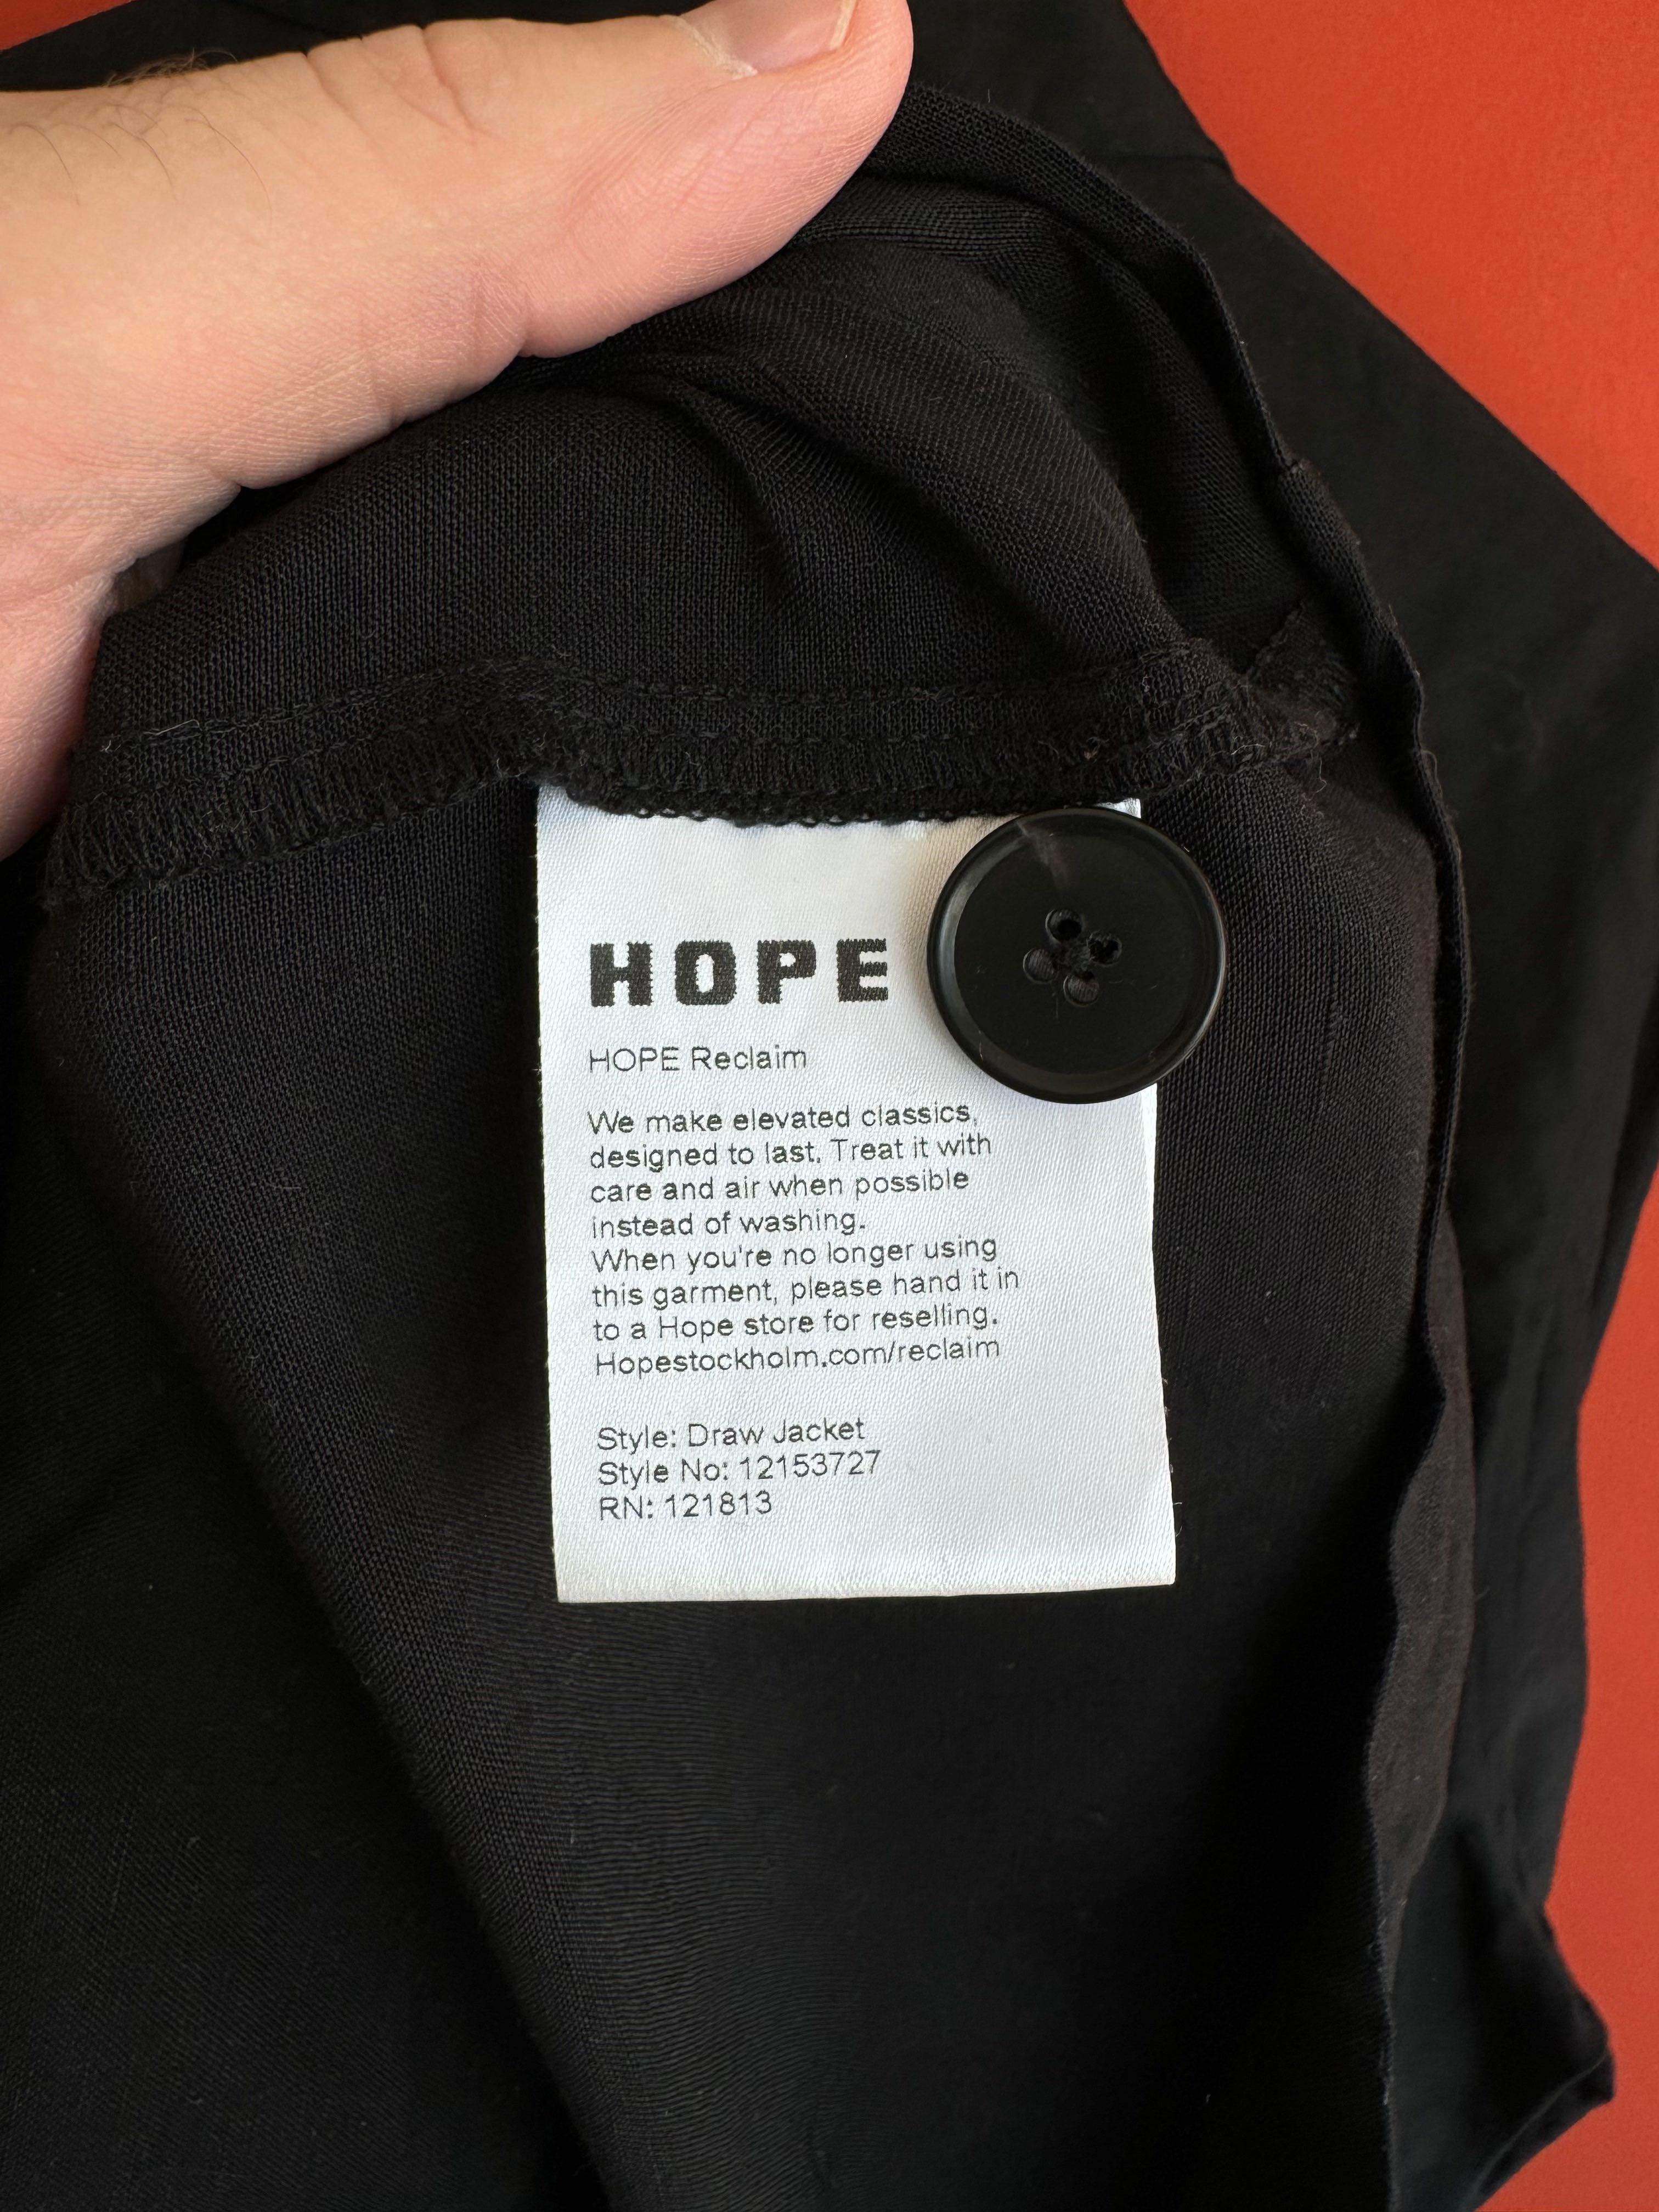 HOPE
HOPE Reclaim
We make elevated classics,
designed to last. Treat it with
care and air when possible
instead of washing.
When you're no longer using
this garment, please hand it in
to a Hope store for reselling.
Hopestockholm.com/reclaim
Style: Draw Jacket
Style No: 12153727
RN: 121813